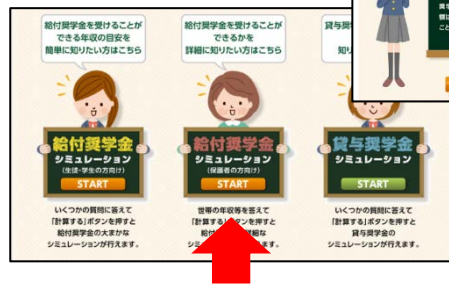 給付奨学金を受けることが
できる年収の目安を
簡単に知りたい方はこちら
給付奨学金
シミュレーション
(生徒・学生の方向け)
START
いくつかの質問に答えて
「計算する」ボタンを押すと
給付奨学金の大まかな
シミュレーションが行えます。
給付奨学金を受けることが
できるかを
詳細に知りたい方はこちら
給付奨学金
シミュレーション
(保護者の方向け)
START
世帯の年収等を答えて
「計算する」ボタンを押すと
給付
シミ
行えます。
貸与奨
知り
貸与奨学金
シミュレーション
START
いくつかの質問に答えて
「計算する」ボタンを押すと
貸与奨学金の
シミュレーションが行えます。